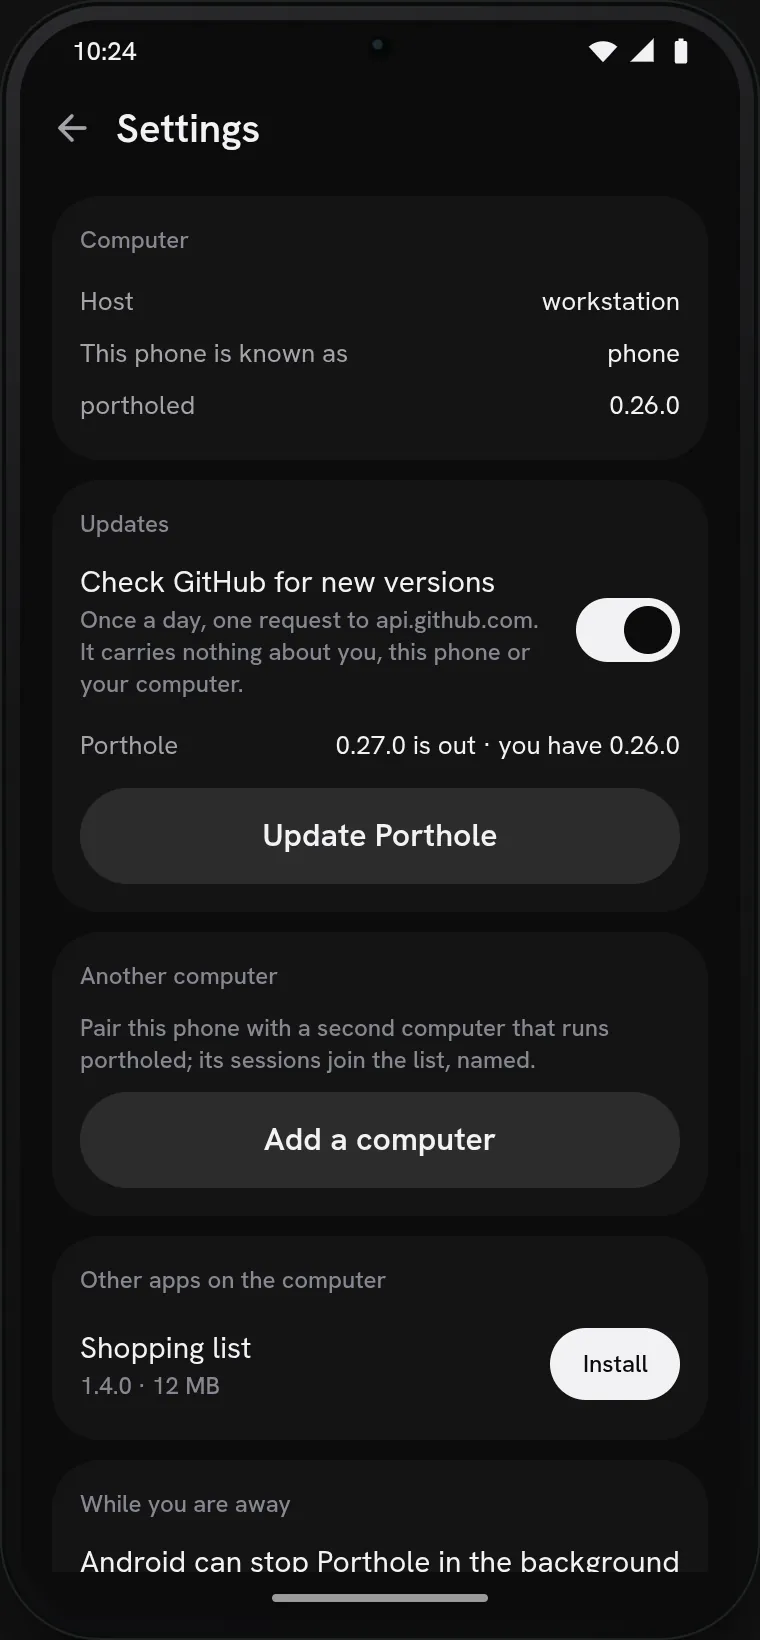 10:24
Settings
Computer
Host workstation
This phone is known as phone
portholed 0.26.0
Updates
Check GitHub for new versions
Once a day, one request to api.github.com.
It carries nothing about you, this phone or
your computer.
Porthole 0.27.0 is out · you have 0.26.0
Update Porthole
Another computer
Pair this phone with a second computer that runs
portholed; its sessions join the list, named.
Add a computer
Other apps on the computer
Shopping list
1.4.0 · 12 MB
Install
While you are away
Android can stop Porthole in the background